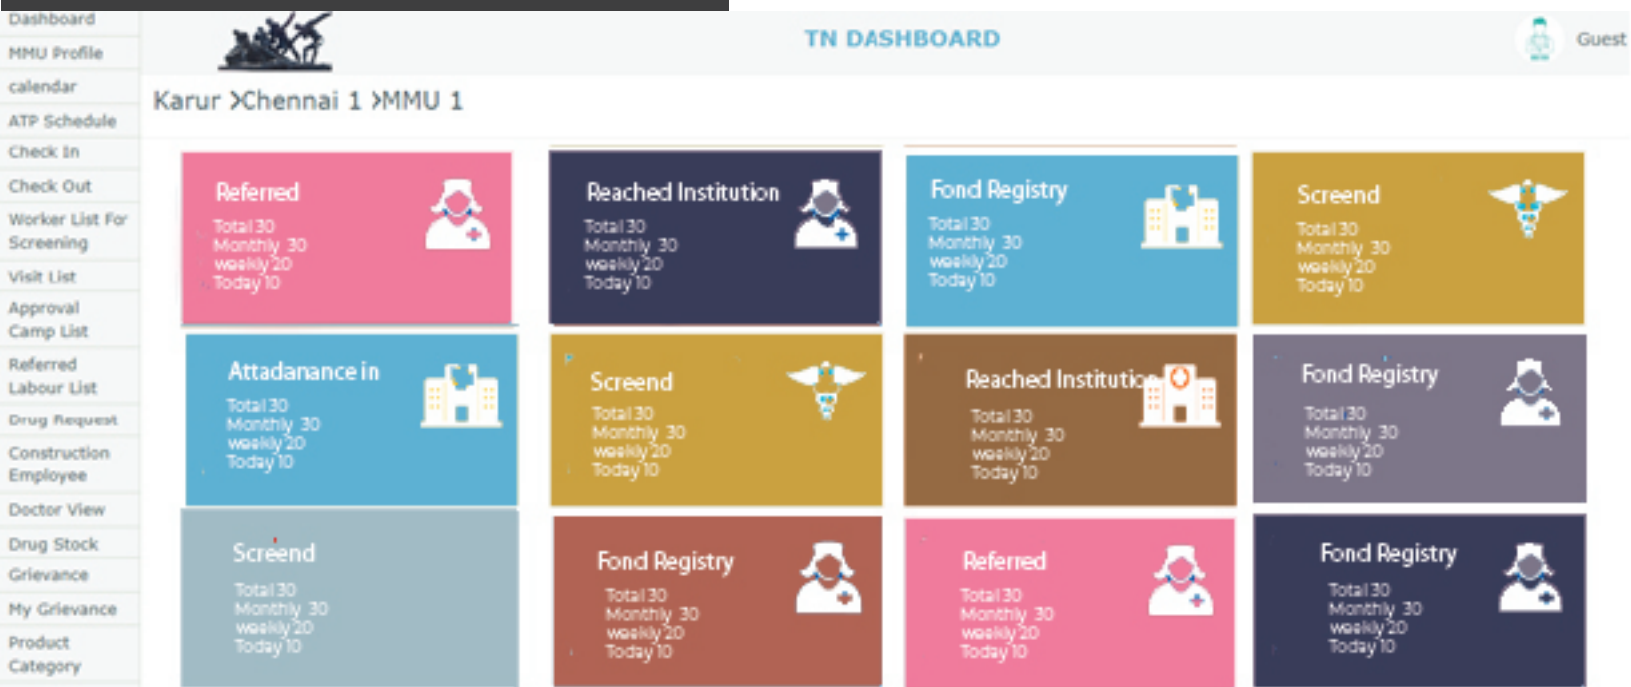 TN DASHBOARD
Guest
Dashboard
MMU Profile
calendar
ATP Schedule
Check In
Check Out
Worker List For
Screening
Visit List
Approval
Camp List
Referred
Labour List
Drug Request
Construction
Employee
Doctor View
Drug Stock
Grievance
My Grievance
Product
Category
Karur >Chennai 1 >MMU 1
Referred
Total 30
Monthly 30
weekly 20
Today 10
Reached Institution
Total 30
Monthly 30
weekly 20
Today 10
Fond Registry
Total 30
Monthly 30
weekly 20
Today 10
Screend
Total 30
Monthly 30
weekly 20
Today 10
Attadanance in
Total 30
Monthly 30
weekly 20
Today 10
Screend
Total 30
Monthly 30
weekly 20
Today 10
Reached Institution
Total 30
Monthly 30
weekly 20
Today 10
Fond Registry
Total 30
Monthly 30
weekly 20
Today 10
Screend
Total 30
Monthly 30
weekly 20
Today 10
Fond Registry
Total 30
Monthly 30
weekly 20
Today 10
Referred
Total 30
Monthly 30
weekly 20
Today 10
Fond Registry
Total 30
Monthly 30
weekly 20
Today 10